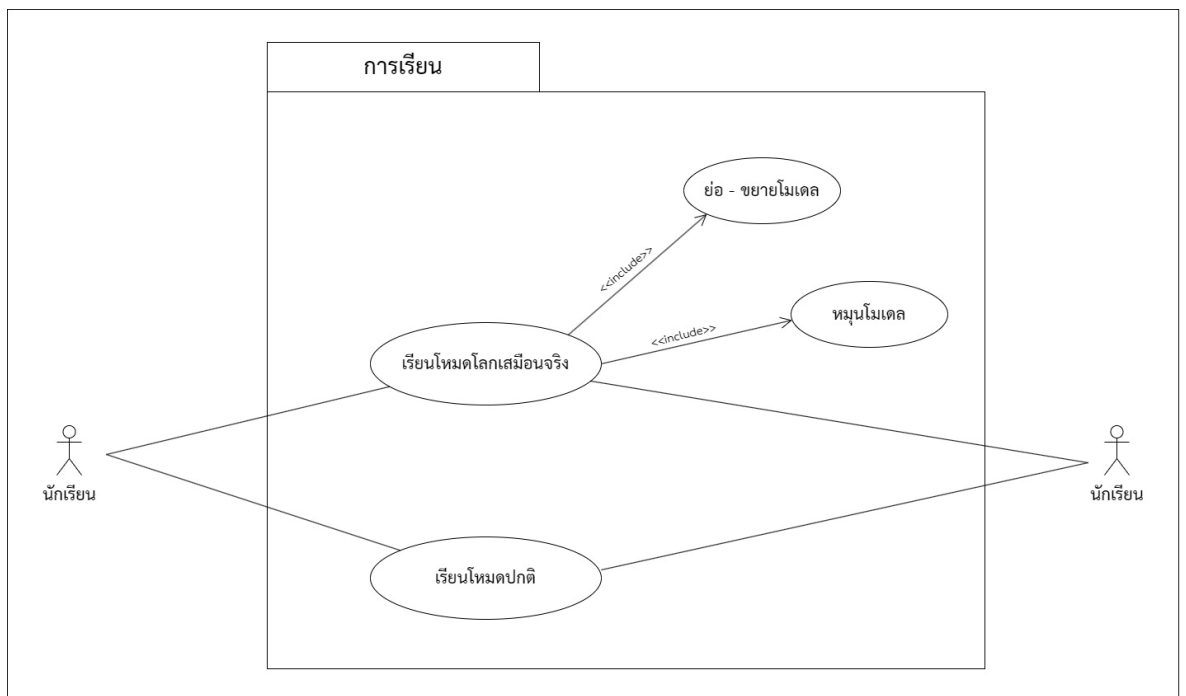 การเรียน
ย่อ - ขยายโมเดล
<<include>>
หมุนโมเดล
<<include>>
เรียนโหมดโลกเสมือนจริง
นักเรียน
นักเรียน
เรียนโหมดปกติ